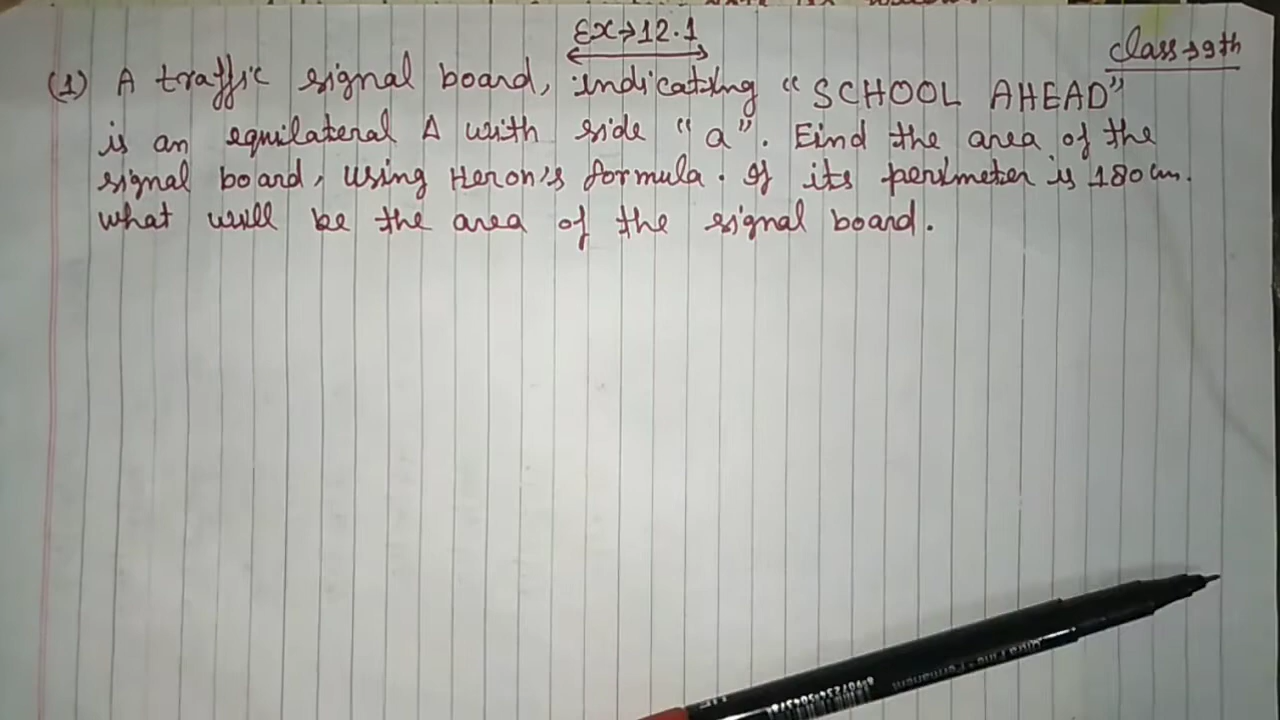 Ex→12.1
Class→9th
(1) A traffic signal board, indicating "SCHOOL AHEAD"
is an equilateral Δ with side "a". Find the area of the
signal board, using Heron's formula. If its perimeter is 180cm.
what will be the area of the signal board.